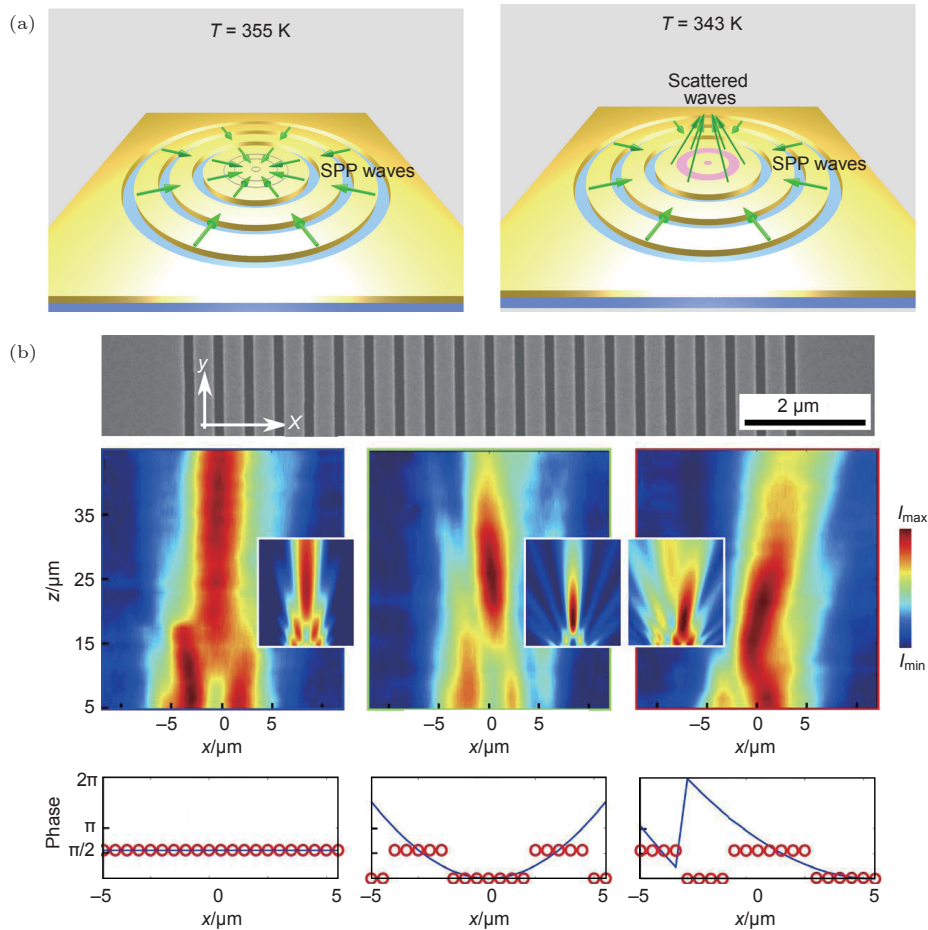 (a)
T = 355 K
SPP waves
T = 343 K
Scattered
waves
SPP waves
(b)
y
X
2 μm
z/μm
35
25
15
5
−5 0 5
x/μm
−5 0 5
x/μm
−5 0 5
x/μm
Imax
Imin
Phase
2π
π
π/2
−5 0 5
x/μm
−5 0 5
x/μm
−5 0 5
x/μm